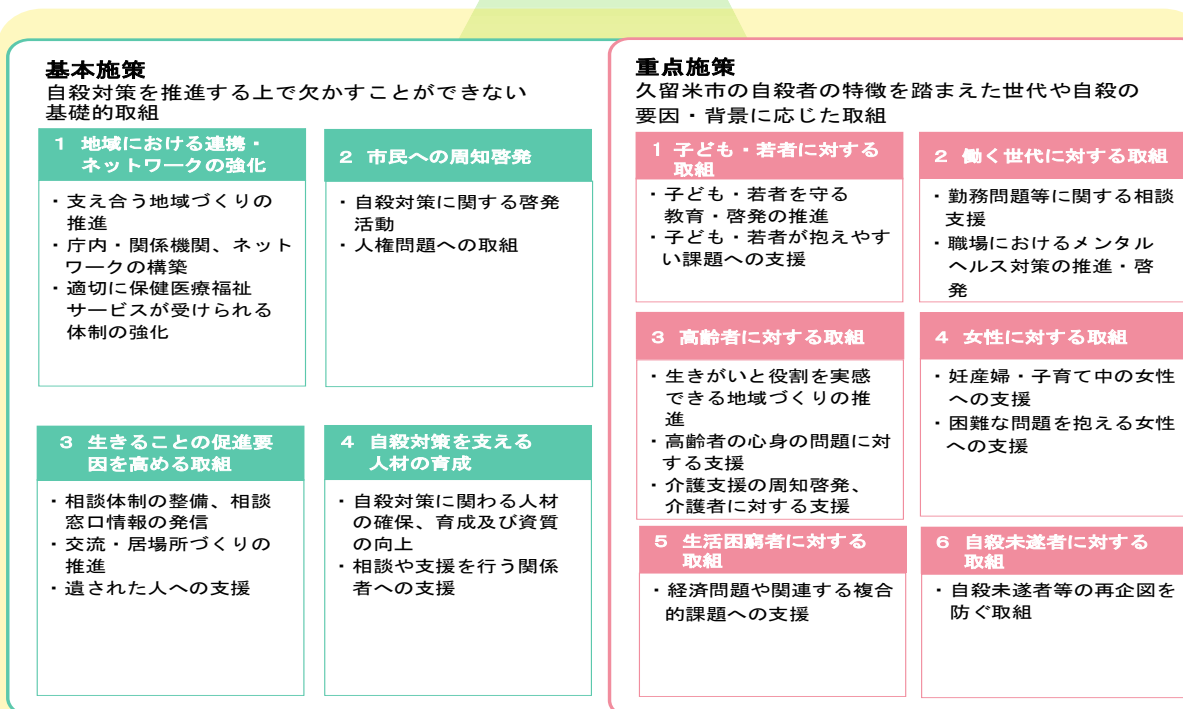 基本施策
自殺対策を推進する上で欠かすことができない
基礎的取組
1 地域における連携・
ネットワークの強化
・支え合う地域づくりの
推進
・庁内・関係機関、ネット
ワークの構築
・適切に保健医療福祉
サービスが受けられる
体制の強化
2 市民への周知啓発
・自殺対策に関する啓発
活動
・人権問題への取組
3 生きることの促進要
因を高める取組
・相談体制の整備、相談
窓口情報の発信
・交流・居場所づくりの
推進
・遺された人への支援
4 自殺対策を支える
人材の育成
・自殺対策に関わる人材
の確保、育成及び資質
の向上
・相談や支援を行う関係
者への支援
重点施策
久留米市の自殺者の特徴を踏まえた世代や自殺の
要因・背景に応じた取組
1 子ども・若者に対する
取組
・子ども・若者を守る
教育・啓発の推進
・子ども・若者が抱えやす
い課題への支援
2 働く世代に対する取組
・勤務問題等に関する相談
支援
・職場におけるメンタル
ヘルス対策の推進・啓
発
3 高齢者に対する取組
・生きがいと役割を実感
できる地域づくりの推
進
・高齢者の心身の問題に対
する支援
・介護支援の周知啓発、
介護者に対する支援
4 女性に対する取組
・妊産婦・子育て中の女性
への支援
・困難な問題を抱える女性
への支援
5 生活困窮者に対する
取組
・経済問題や関連する複合
的課題への支援
6 自殺未遂者に対する
取組
・自殺未遂者等の再企図を
防ぐ取組